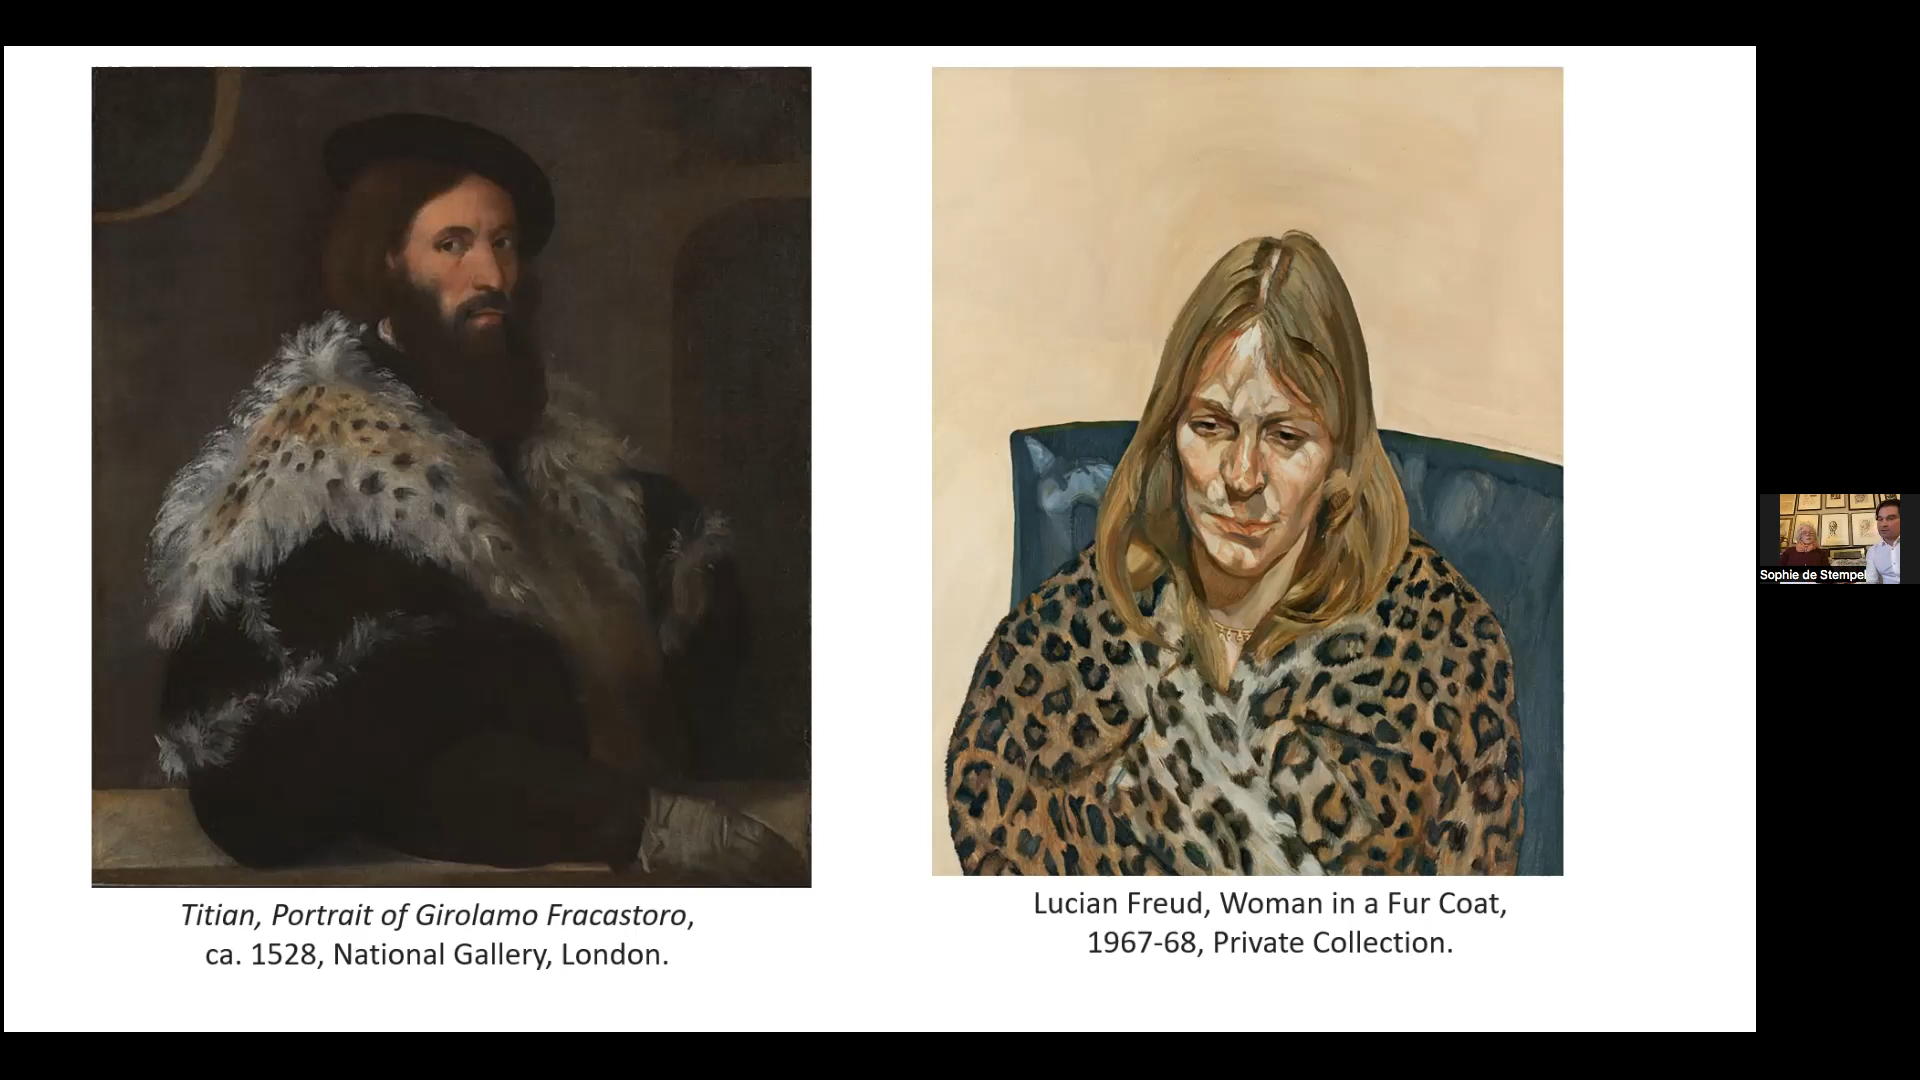 Titian, Portrait of Girolamo Fracastoro,
ca. 1528, National Gallery, London.
Lucian Freud, Woman in a Fur Coat,
1967-68, Private Collection.
Sophie de Stempel